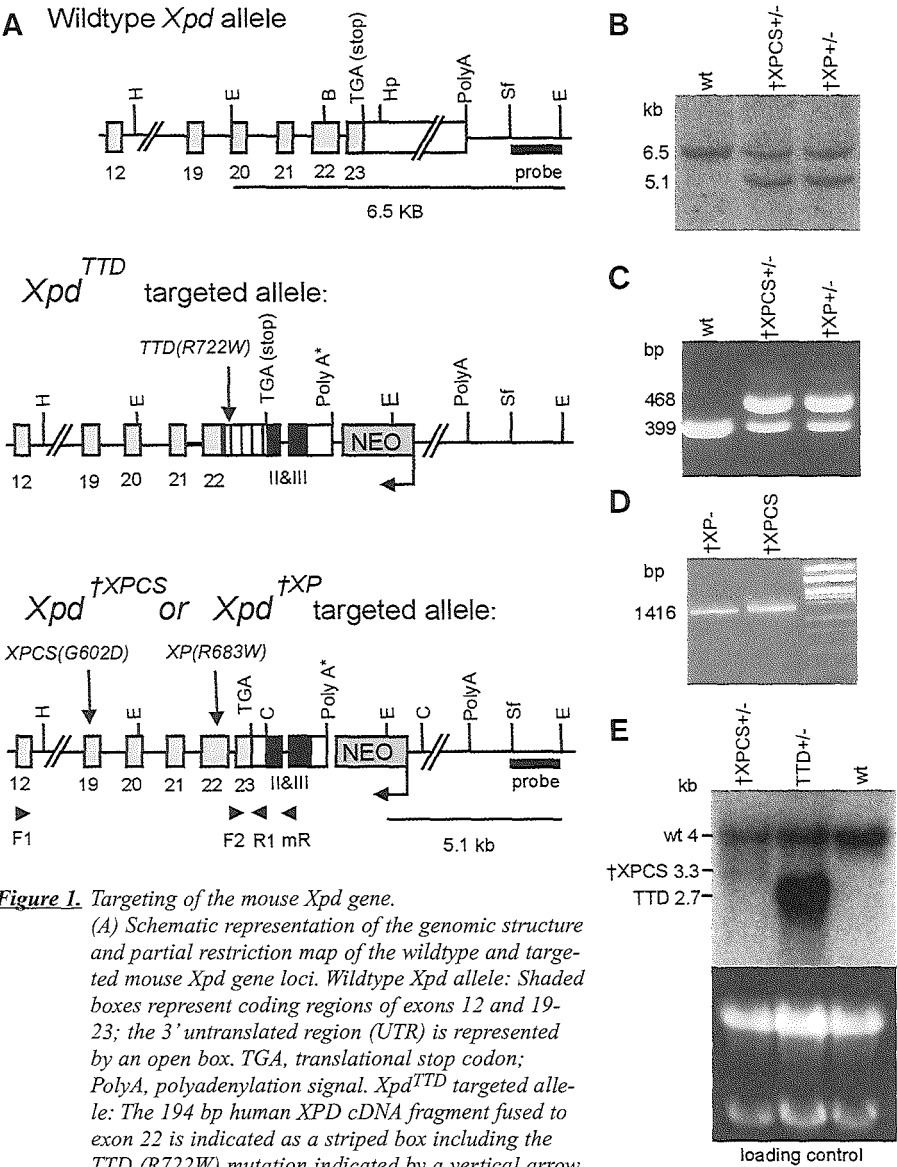 A
Wildtype Xpd allele
H E B TGA (stop) Hp PolyA Sf E
12 19 20 21 22 23 probe
6.5 KB
Xpd TTD targeted allele:
TTD(R722W)
H E TGA (stop) Poly A* E PolyA Sf E
NEO
12 19 20 21 22 II&III
Xpd †XPCS or Xpd †XP targeted allele:
XPCS(G602D) XP(R683W)
H E TGA C Poly A* E C PolyA Sf E
NEO
12 19 20 21 22 23 II&III probe
F1 F2 R1 mR 5.1 kb
B
wt †XPCS+/- †XP+/-
kb
6.5
5.1
C
wt †XPCS+/- †XP+/-
bp
468
399
D
†XP- †XPCS
bp
1416
E
†XPCS+/- TTD+/- wt
kb
wt 4
†XPCS 3.3
TTD 2.7
loading control
Figure 1. Targeting of the mouse Xpd gene.
(A) Schematic representation of the genomic structure
and partial restriction map of the wildtype and targe-
ted mouse Xpd gene loci. Wildtype Xpd allele: Shaded
boxes represent coding regions of exons 12 and 19-
23; the 3' untranslated region (UTR) is represented
by an open box. TGA, translational stop codon;
PolyA, polyadenylation signal. XpdTTD targeted alle-
le: The 194 bp human XPD cDNA fragment fused to
exon 22 is indicated as a striped box including the
TTD (R722W) mutation indicated by a vertical arrow